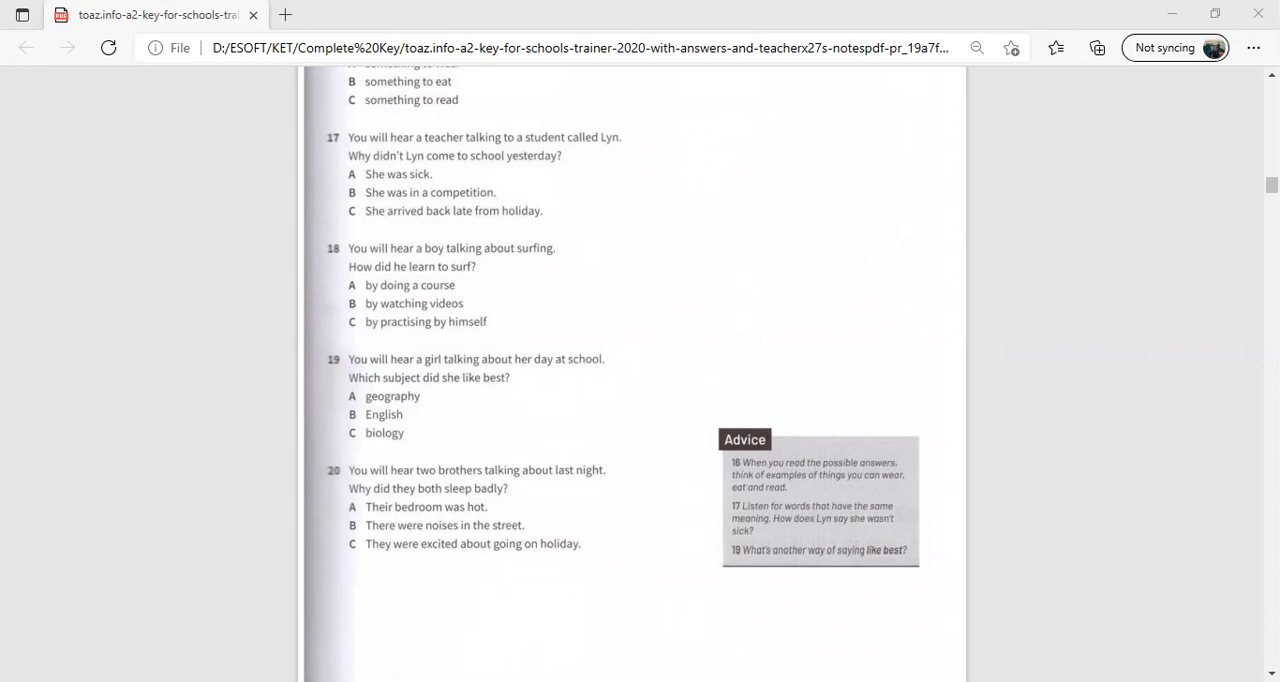 toaz.info-a2-key-for-schools-trai
File
D:/ESOFT/KET/Complete%20Key/toaz.info-a2-key-for-schools-trainer-2020-with-answers-and-teacherx27s-notespdf-pr_19a7f...
Not syncing
B something to eat
C something to read
17 You will hear a teacher talking to a student called Lyn.
Why didn't Lyn come to school yesterday?
A She was sick.
B She was in a competition.
C She arrived back late from holiday.
18 You will hear a boy talking about surfing.
How did he learn to surf?
A by doing a course
B by watching videos
C by practising by himself
19 You will hear a girl talking about her day at school.
Which subject did she like best?
A geography
B English
C biology
20 You will hear two brothers talking about last night.
Why did they both sleep badly?
A Their bedroom was hot.
B There were noises in the street.
C They were excited about going on holiday.
Advice
16 When you read the possible answers,
think of examples of things you can wear,
eat and read.
17 Listen for words that have the same
meaning. How does Lyn say she wasn't
sick?
19 What's another way of saying like best?